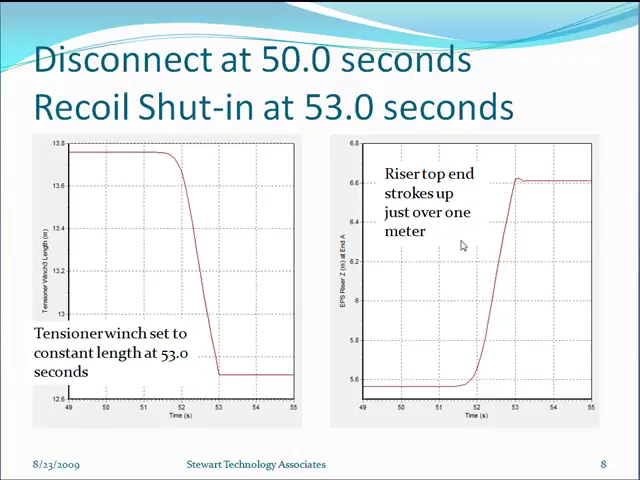 Disconnect at 50.0 seconds
Recoil Shut-in at 53.0 seconds
13.8
13.6
13.4
13.2
13
12.6
Tensioner Winch3 Length (m)
Tensioner winch set to
constant length at 53.0
seconds
49 50 51 52 53 54 55
Time (s)
6.8
6.6
6.4
6.2
6
5.8
5.6
EPS Riser Z (m) at End A
Riser top end
strokes up
just over one
meter
49 50 51 52 53 54 55
Time (s)
8/23/2009 Stewart Technology Associates 8